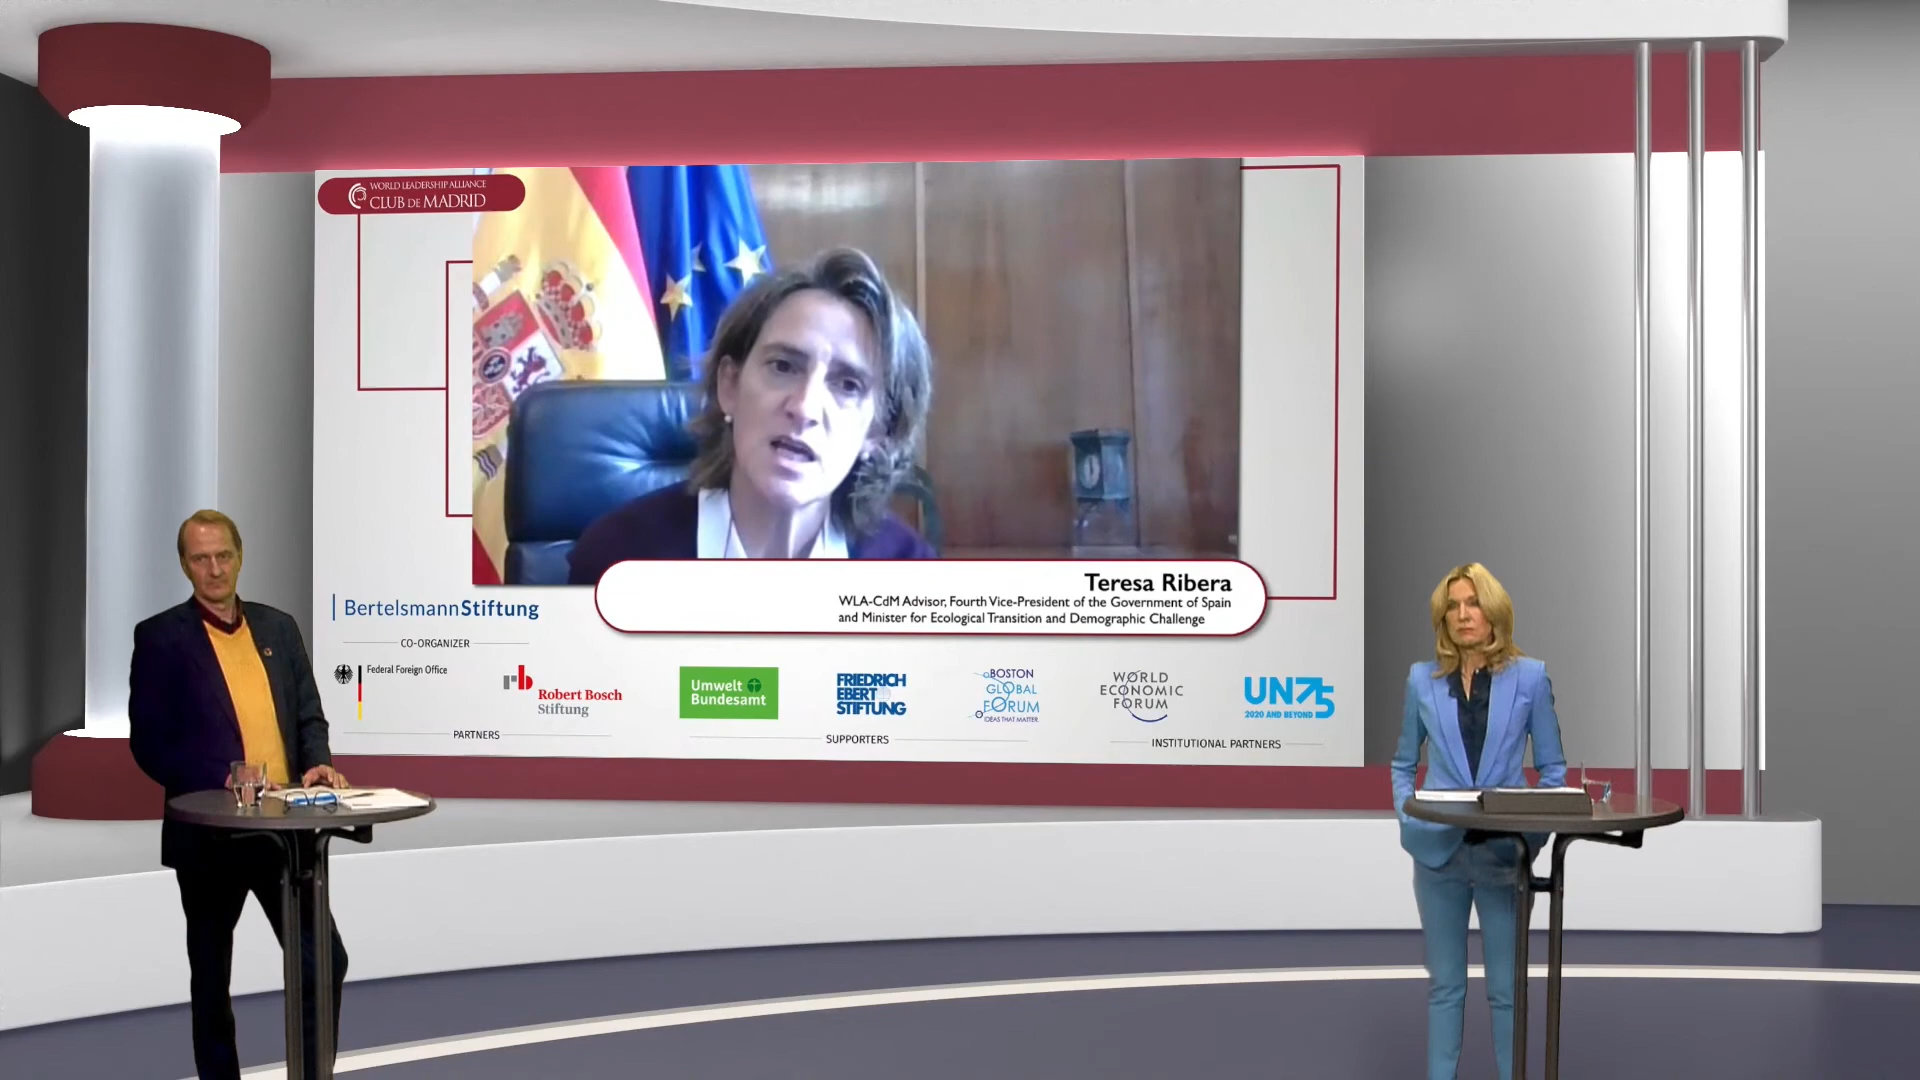 WORLD LEADERSHIP ALLIANCE
CLUB DE MADRID
Teresa Ribera
WLA-CdM Advisor, Fourth Vice-President of the Government of Spain
and Minister for Ecological Transition and Demographic Challenge
BertelsmannStiftung
CO-ORGANIZER
Federal Foreign Office
rb
Robert Bosch
Stiftung
PARTNERS
Umwelt
Bundesamt
FRIEDRICH
EBERT
STIFTUNG
BOSTON
GLOBAL
FORUM
IDEAS THAT MATTER
SUPPORTERS
WORLD
ECONOMIC
FORUM
UN75
2020 AND BEYOND
INSTITUTIONAL PARTNERS